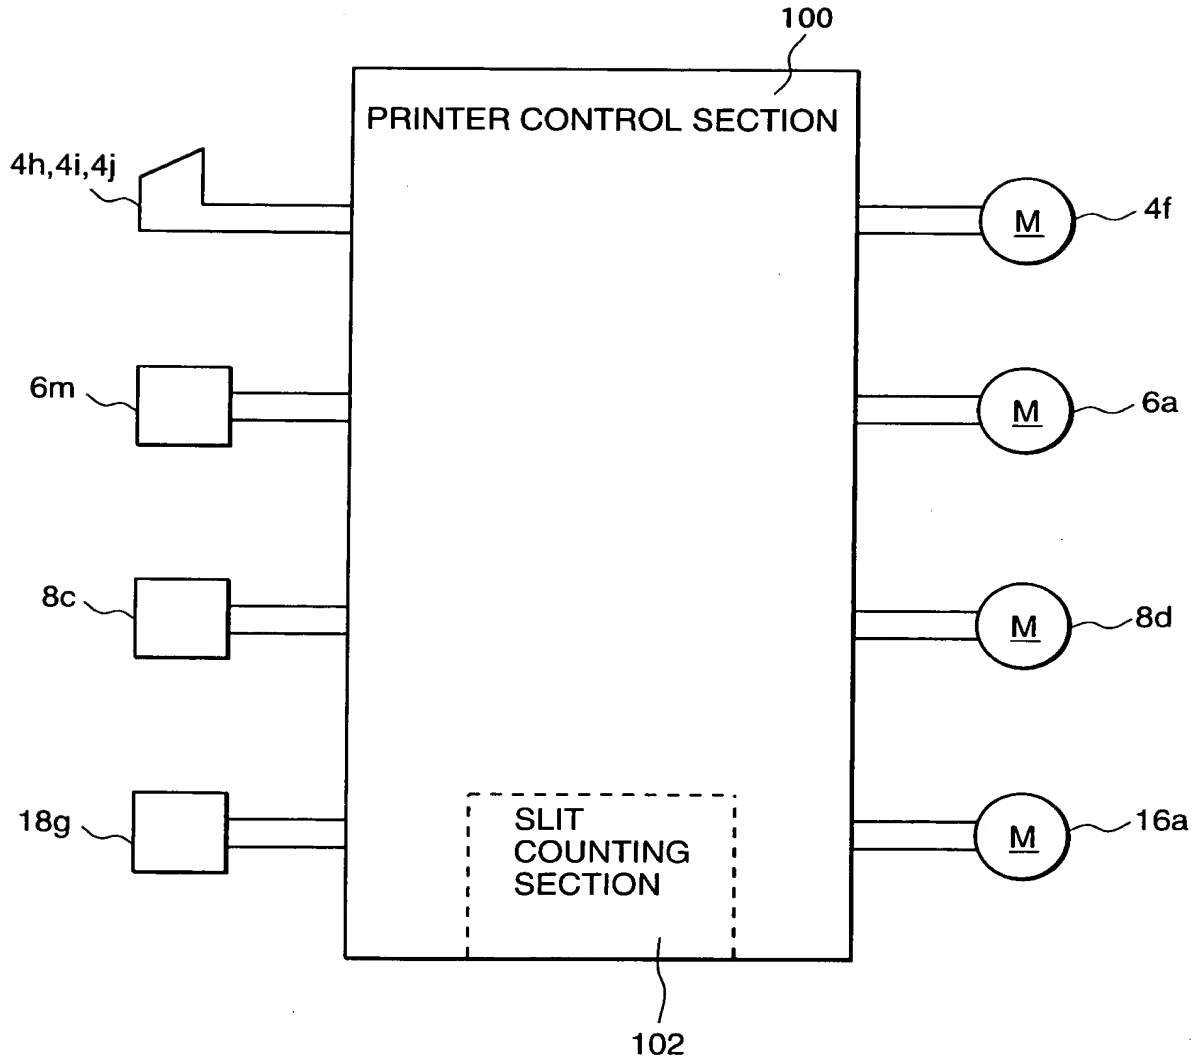 100
PRINTER CONTROL SECTION
4h,4i,4j
M
4f
6m
M
6a
8c
M
8d
18g
SLIT
COUNTING
SECTION
M
16a
102